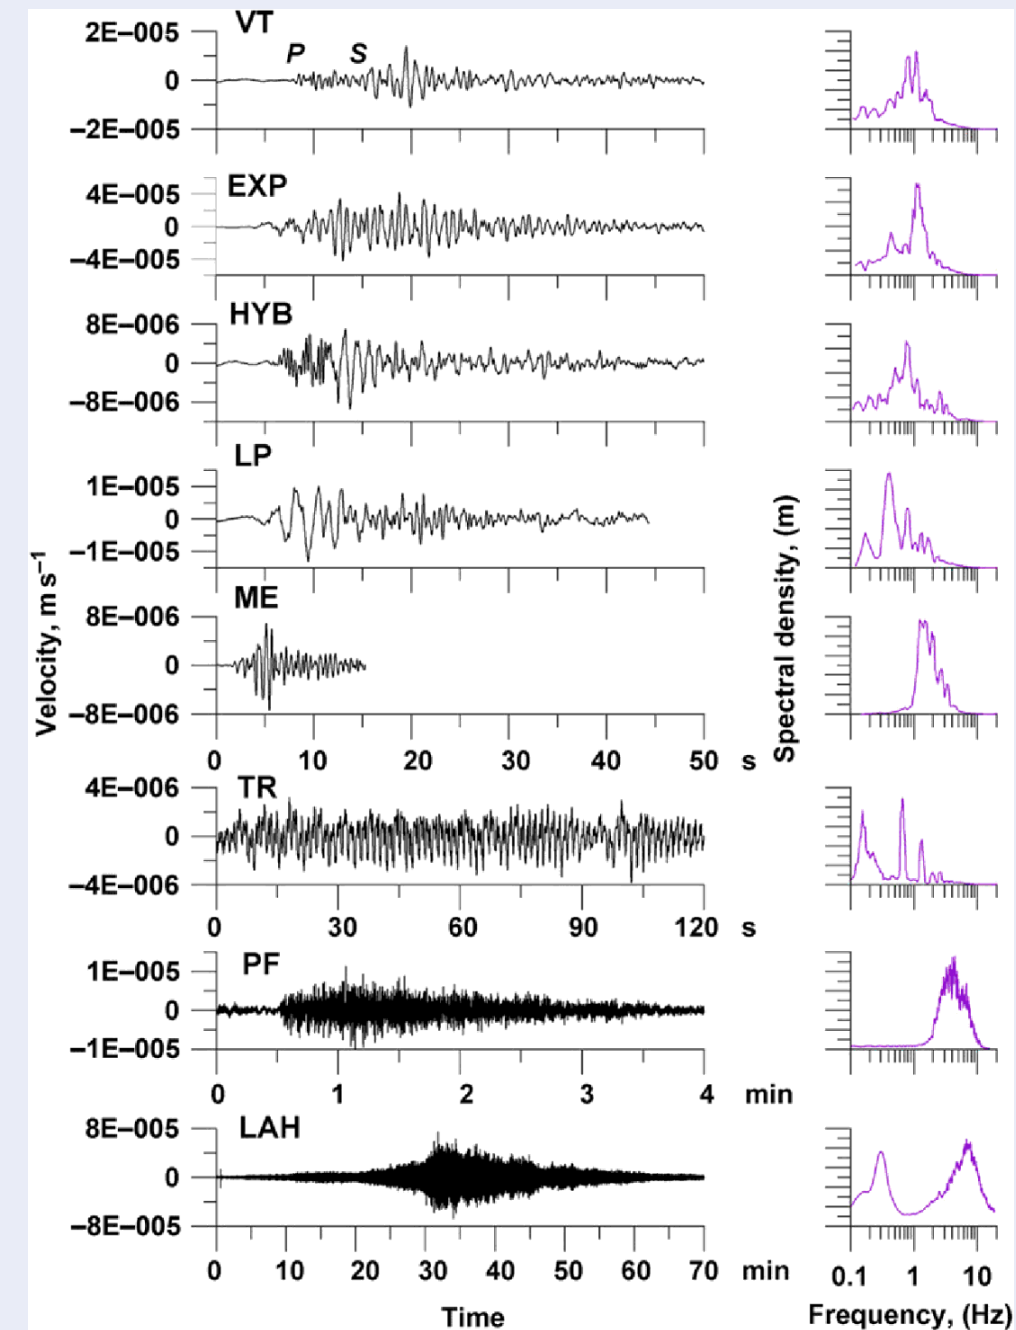 VT
2E–005
P S
0
–2E–005
EXP
4E–005
0
–4E–005
HYB
8E–006
0
–8E–006
LP
1E–005
0
–1E–005
ME
8E–006
0
–8E–006
0 10 20 30 40 50 s
TR
4E–006
0
–4E–006
0 30 60 90 120 s
PF
1E–005
0
–1E–005
0 1 2 3 4 min
LAH
8E–005
0
–8E–005
0 10 20 30 40 50 60 70 min
Time
Velocity, m s⁻¹
Spectral density, (m)
0.1 1 10
Frequency, (Hz)